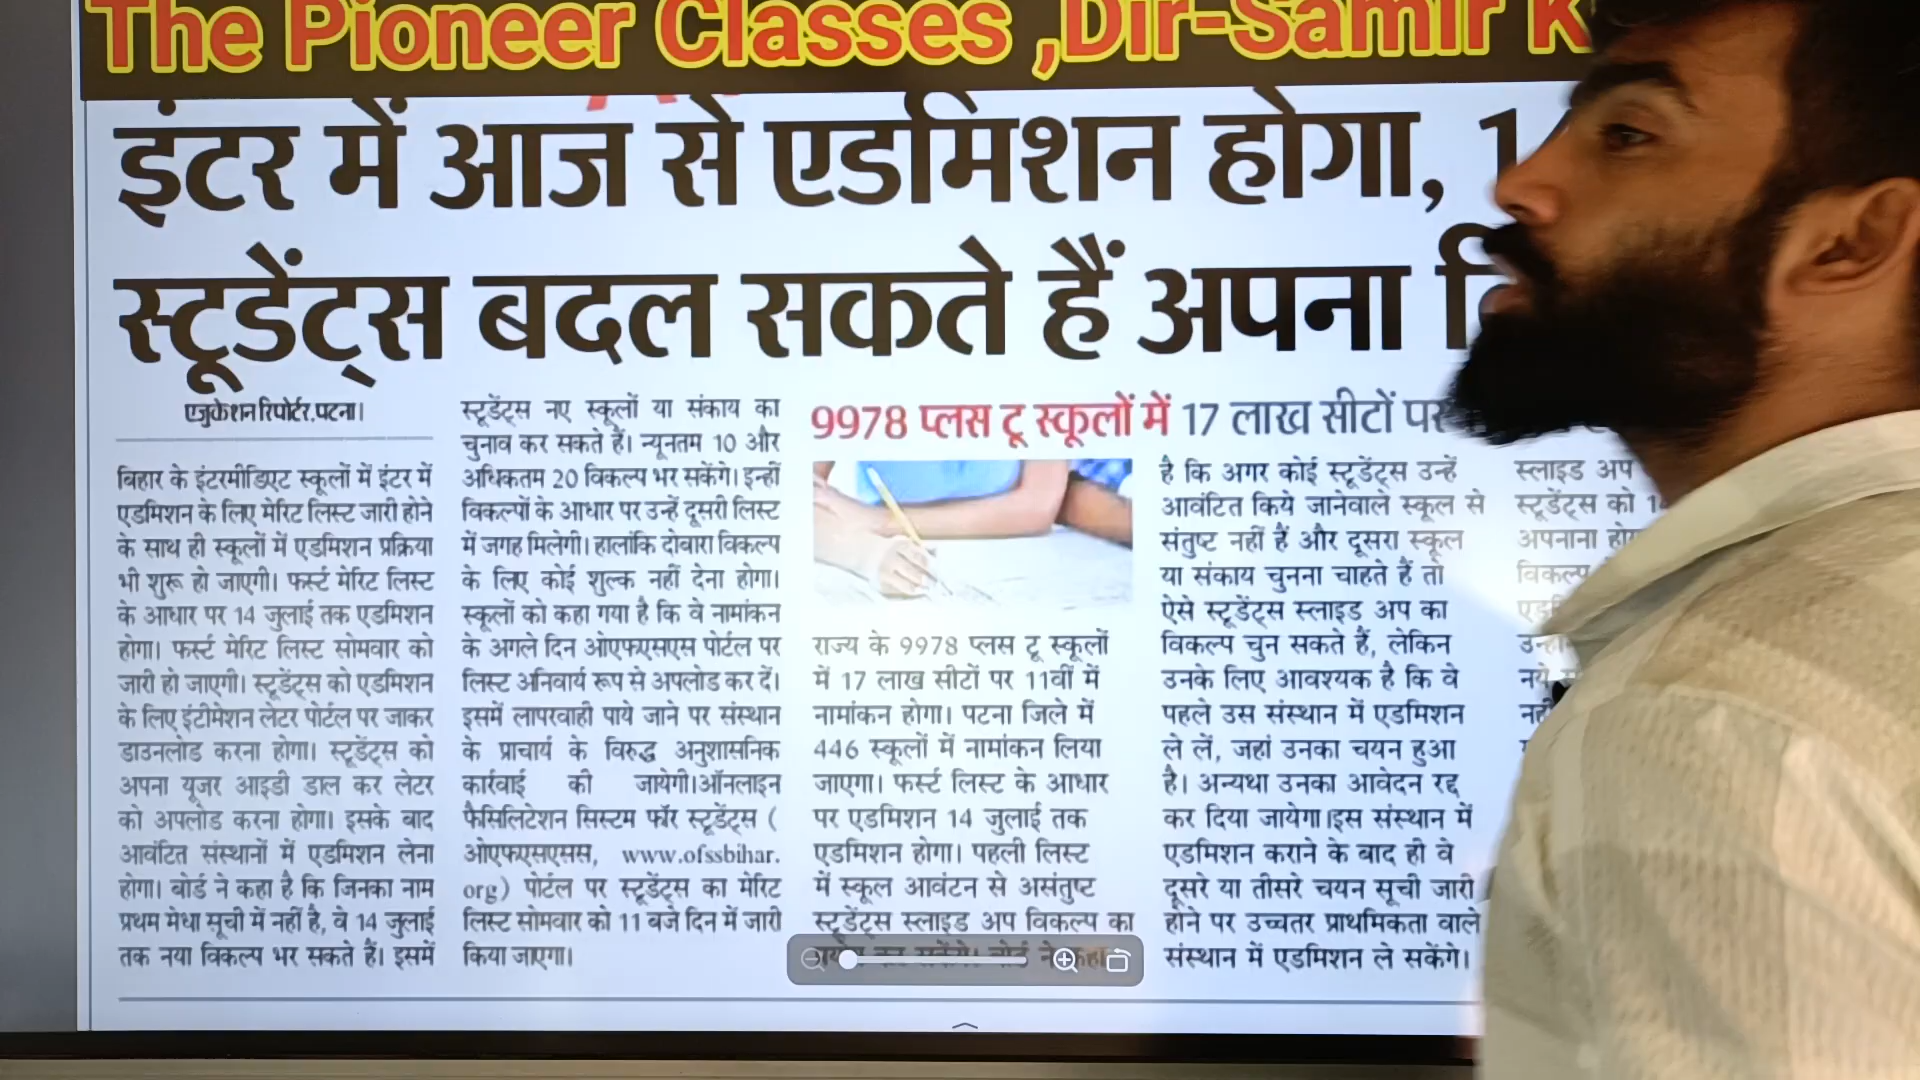 The Pioneer Classes ,Dir-Samir K
इंटर में आज से एडमिशन होगा,
स्टूडेंट्स बदल सकते हैं अपना
एजुकेशन रिपोर्टर.पटना।
बिहार के इंटरमीडिएट स्कूलों में इंटर में
एडमिशन के लिए मेरिट लिस्ट जारी होने
के साथ ही स्कूलों में एडमिशन प्रक्रिया
भी शुरू हो जाएगी। फर्स्ट मेरिट लिस्ट
के आधार पर 14 जुलाई तक एडमिशन
होगा। फर्स्ट मेरिट लिस्ट सोमवार को
जारी हो जाएगी। स्टूडेंट्स को एडमिशन
के लिए इंटीमेशन लेटर पोर्टल पर जाकर
डाउनलोड करना होगा। स्टूडेंट्स को
अपना यूजर आइडी डाल कर लेटर
को अपलोड करना होगा। इसके बाद
आवंटित संस्थानों में एडमिशन लेना
होगा। बोर्ड ने कहा है कि जिनका नाम
प्रथम मेधा सूची में नहीं है, वे 14 जुलाई
तक नया विकल्प भर सकते हैं। इसमें
स्टूडेंट्स नए स्कूलों या संकाय का
चुनाव कर सकते हैं। न्यूनतम 10 और
अधिकतम 20 विकल्प भर सकेंगे। इन्हीं
विकल्पों के आधार पर उन्हें दूसरी लिस्ट
में जगह मिलेगी। हालांकि दोबारा विकल्प
के लिए कोई शुल्क नहीं देना होगा।
स्कूलों को कहा गया है कि वे नामांकन
के अगले दिन ओएफएसएस पोर्टल पर
लिस्ट अनिवार्य रूप से अपलोड कर दें।
इसमें लापरवाही पाये जाने पर संस्थान
के प्राचार्य के विरुद्ध अनुशासनिक
कार्रवाई की जायेगी।ऑनलाइन
फैसिलिटेशन सिस्टम फॉर स्टूडेंट्स (
ओएफएसएसस, www.ofssbihar.
org) पोर्टल पर स्टूडेंट्स का मेरिट
लिस्ट सोमवार को 11 बजे दिन में जारी
किया जाएगा।
9978 प्लस टू स्कूलों में 17 लाख सीटों पर
राज्य के 9978 प्लस टू स्कूलों
में 17 लाख सीटों पर 11वीं में
नामांकन होगा। पटना जिले में
446 स्कूलों में नामांकन लिया
जाएगा। फर्स्ट लिस्ट के आधार
पर एडमिशन 14 जुलाई तक
एडमिशन होगा। पहली लिस्ट
में स्कूल आवंटन से असंतुष्ट
स्टूडेंट्स स्लाइड अप विकल्प का
कर सकेंगे। बोर्ड ने कहा
है कि अगर कोई स्टूडेंट्स उन्हें
आवंटित किये जानेवाले स्कूल से
संतुष्ट नहीं हैं और दूसरा स्कूल
या संकाय चुनना चाहते हैं तो
ऐसे स्टूडेंट्स स्लाइड अप का
विकल्प चुन सकते हैं, लेकिन
उनके लिए आवश्यक है कि वे
पहले उस संस्थान में एडमिशन
ले लें, जहां उनका चयन हुआ
है। अन्यथा उनका आवेदन रद्द
कर दिया जायेगा।इस संस्थान में
एडमिशन कराने के बाद ही वे
दूसरे या तीसरे चयन सूची जारी
होने पर उच्चतर प्राथमिकता वाले
संस्थान में एडमिशन ले सकेंगे।
स्लाइड अप
स्टूडेंट्स को
अपनाना
विकल्प